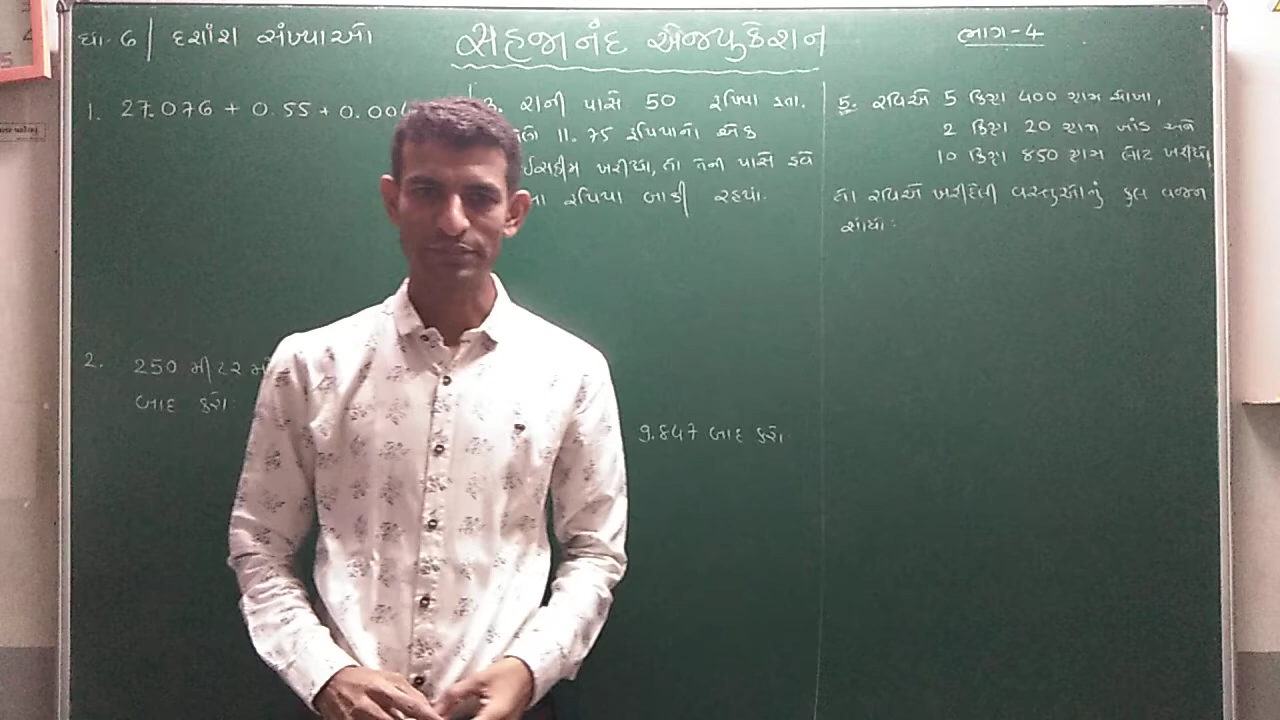 ધો. 6 | દશાંશ સંખ્યાઓ
સહજાનંદ એજ્યુકેશન
ભાગ-4
1. 27.076 + 0.55 + 0.004
2. 250 મીટર
બાદ કરો.
3. રાની પાસે 50 રૂપિયા હતા.
11.75 રૂપિયાનો એક
ખરીદ્યો, તો તેની પાસે હવે
રૂપિયા બાકી રહ્યાં.
9.847 બાદ કરો.
5. રવિએ 5 કિગ્રા 400 ગ્રામ ચોખા,
2 કિગ્રા 20 ગ્રામ ખાંડ અને
10 કિગ્રા 850 ગ્રામ લોટ ખરીદ્યો,
તો રવિએ ખરીદેલી વસ્તુઓનું કુલ વજન
શોધો.